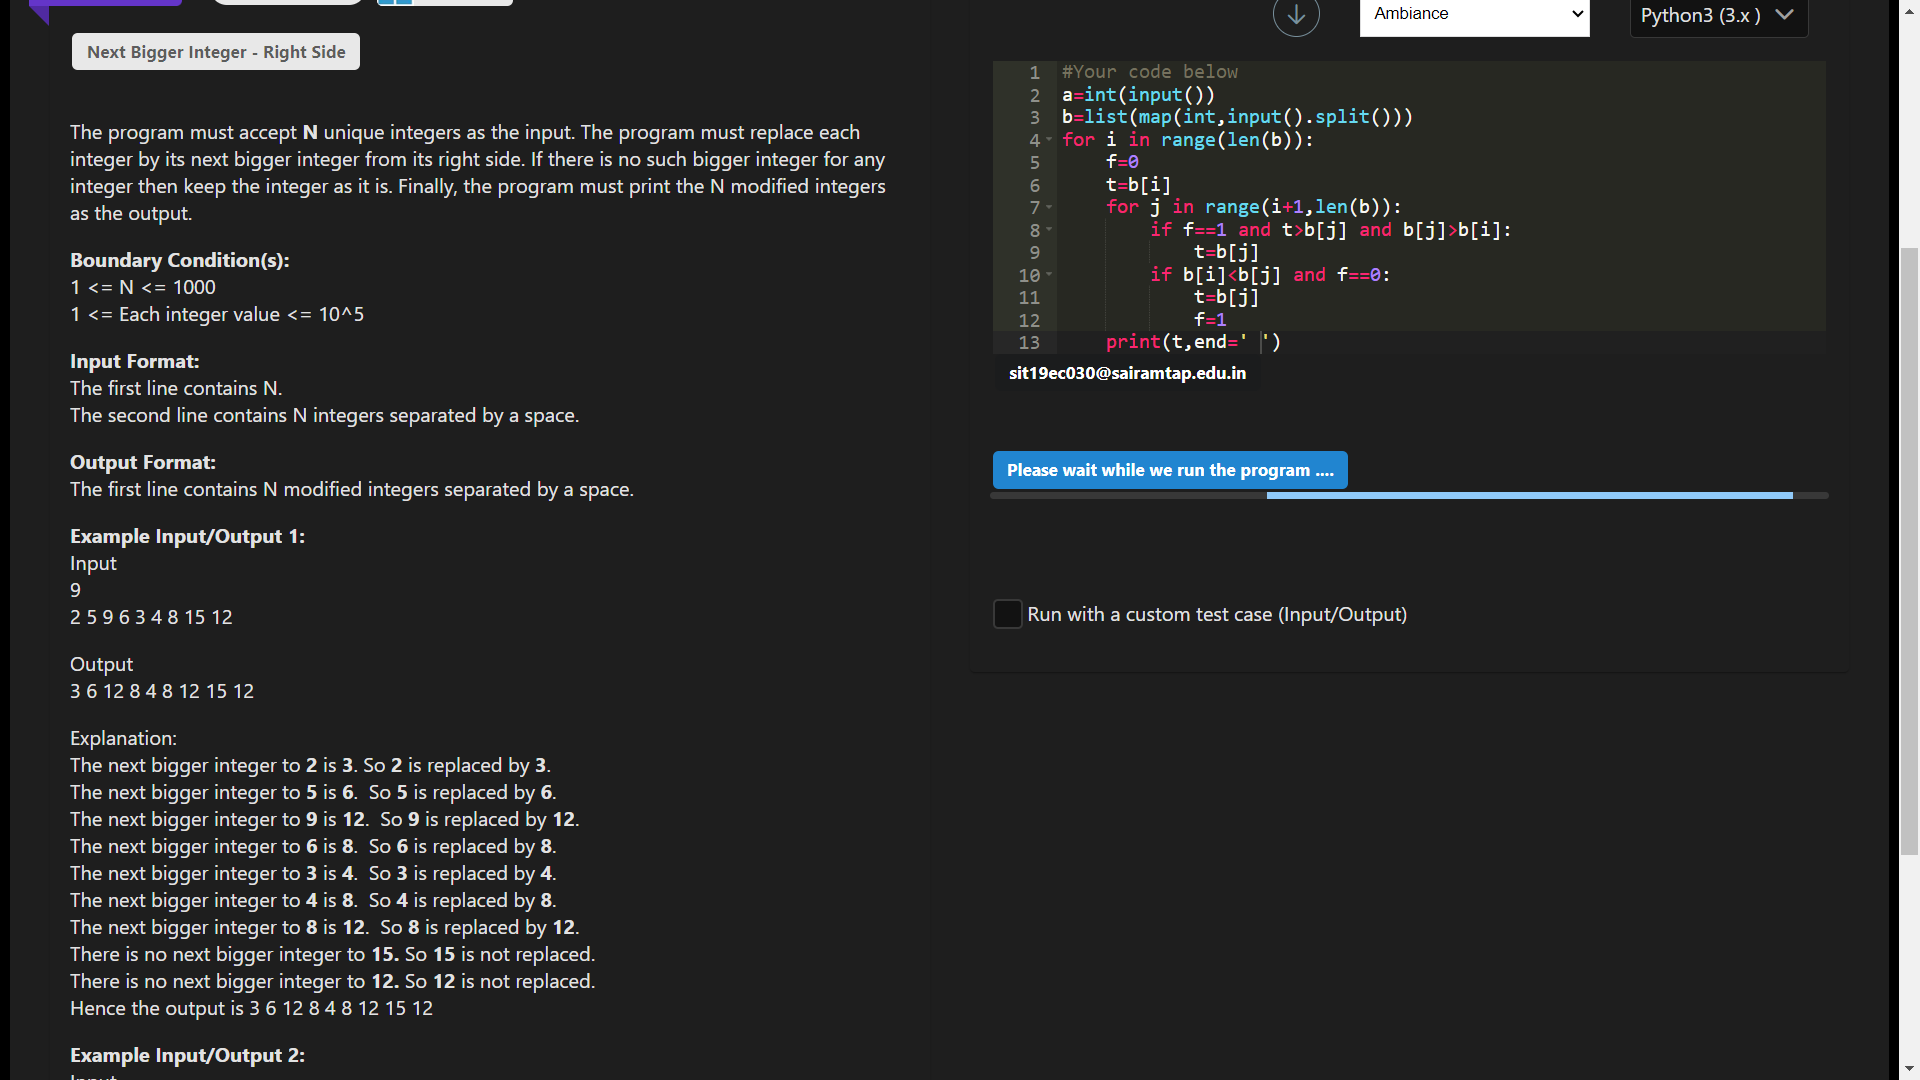 Next Bigger Integer - Right Side
The program must accept N unique integers as the input. The program must replace each
integer by its next bigger integer from its right side. If there is no such bigger integer for any
integer then keep the integer as it is. Finally, the program must print the N modified integers
as the output.
Boundary Condition(s):
1 <= N <= 1000
1 <= Each integer value <= 10^5
Input Format:
The first line contains N.
The second line contains N integers separated by a space.
Output Format:
The first line contains N modified integers separated by a space.
Example Input/Output 1:
Input
9
2 5 9 6 3 4 8 15 12
Output
3 6 12 8 4 8 12 15 12
Explanation:
The next bigger integer to 2 is 3. So 2 is replaced by 3.
The next bigger integer to 5 is 6.  So 5 is replaced by 6.
The next bigger integer to 9 is 12.  So 9 is replaced by 12.
The next bigger integer to 6 is 8.  So 6 is replaced by 8.
The next bigger integer to 3 is 4.  So 3 is replaced by 4.
The next bigger integer to 4 is 8.  So 4 is replaced by 8.
The next bigger integer to 8 is 12.  So 8 is replaced by 12.
There is no next bigger integer to 15. So 15 is not replaced.
There is no next bigger integer to 12. So 12 is not replaced.
Hence the output is 3 6 12 8 4 8 12 15 12
Example Input/Output 2:
Ambiance
Python3 (3.x )
1 #Your code below
2 a=int(input())
3 b=list(map(int,input().split()))
4 for i in range(len(b)):
5     f=0
6     t=b[i]
7     for j in range(i+1,len(b)):
8         if f==1 and t>b[j] and b[j]>b[i]:
9             t=b[j]
10         if b[i]<b[j] and f==0:
11             t=b[j]
12             f=1
13     print(t,end=' ')
sit19ec030@sairamtap.edu.in
Please wait while we run the program ....
Run with a custom test case (Input/Output)